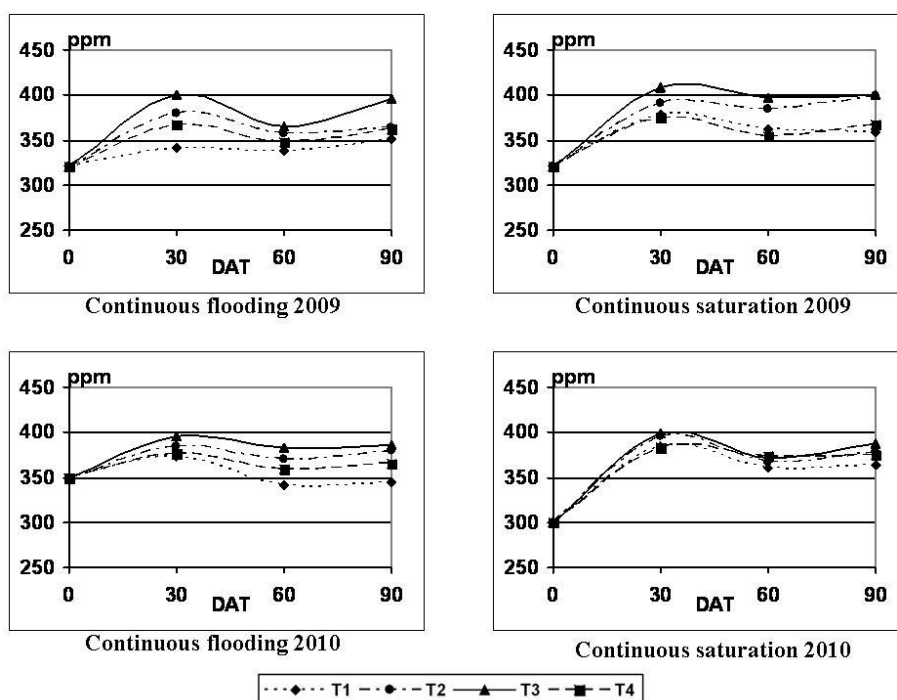 ppm
450
400
350
300
250
0 30 60 90
DAT
Continuous flooding 2009
ppm
450
400
350
300
250
0 30 60 90
DAT
Continuous saturation 2009
ppm
450
400
350
300
250
0 30 60 90
DAT
Continuous flooding 2010
ppm
450
400
350
300
250
0 30 60 90
DAT
Continuous saturation 2010
T1 T2 T3 T4